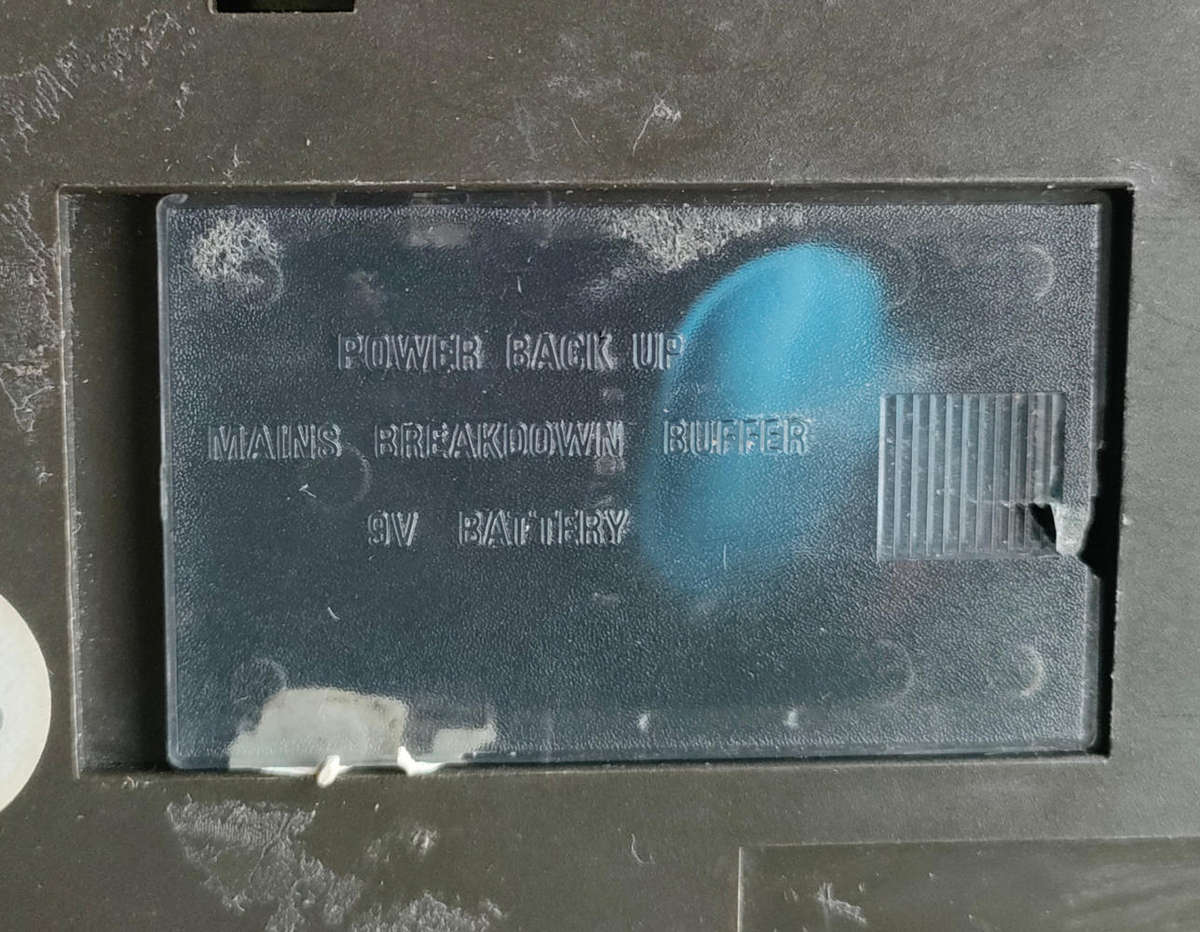 POWER BACK UP
MAINS BREAKDOWN BUFFER
9V BATTERY